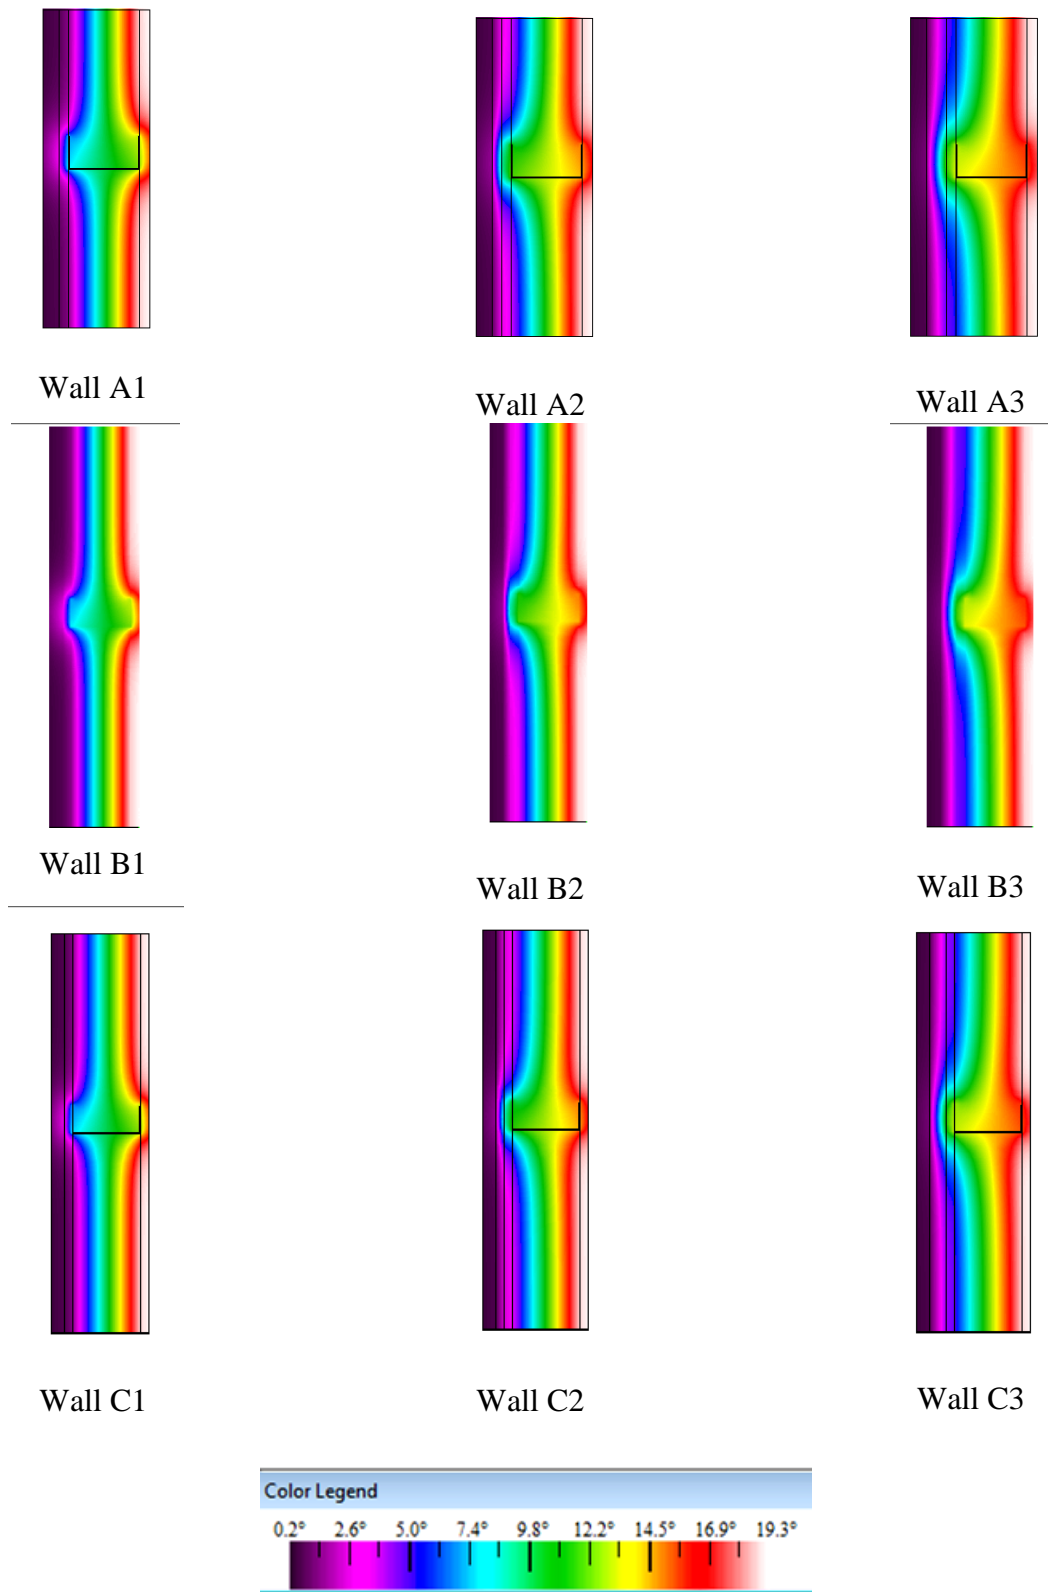 Wall A1
Wall A2
Wall A3
Wall B1
Wall B2
Wall B3
Wall C1
Wall C2
Wall C3
Color Legend
0.2° 2.6° 5.0° 7.4° 9.8° 12.2° 14.5° 16.9° 19.3°